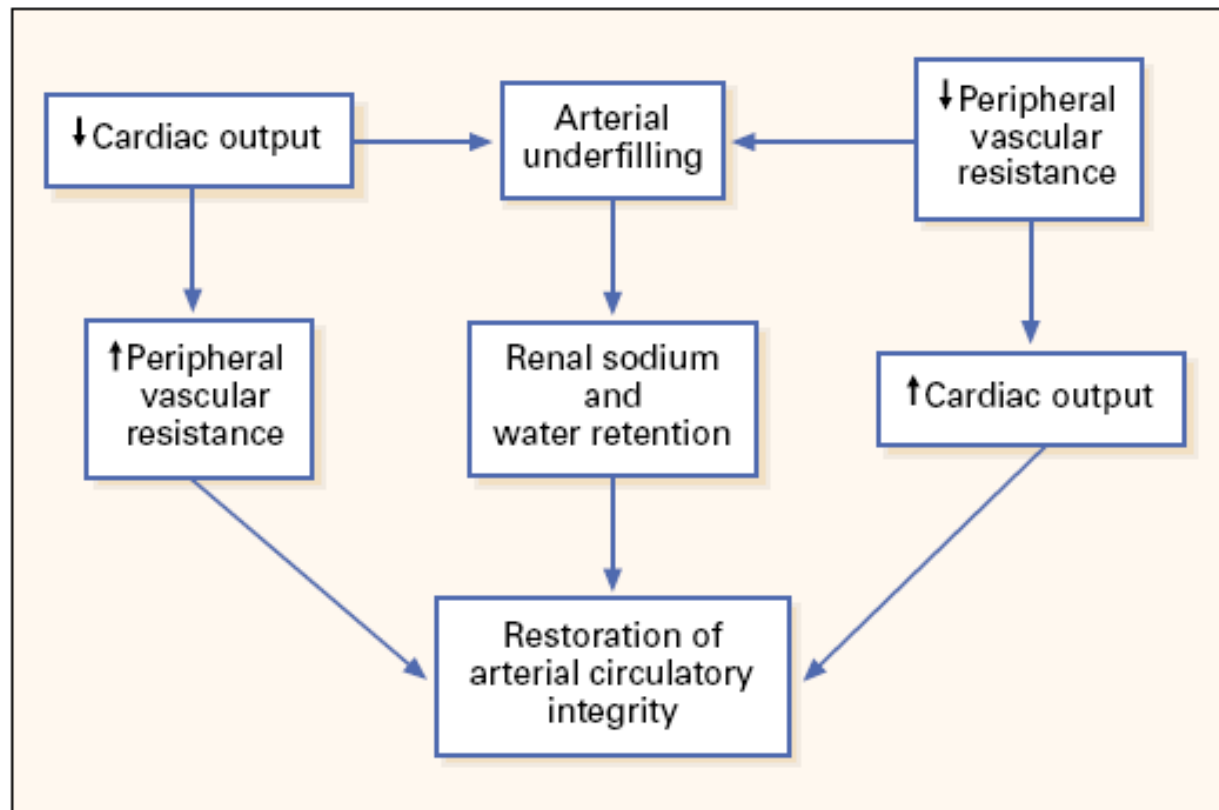 ↓Cardiac output
Arterial
underfilling
↓Peripheral
vascular
resistance
↑Peripheral
vascular
resistance
Renal sodium
and
water retention
↑Cardiac output
Restoration of
arterial circulatory
integrity